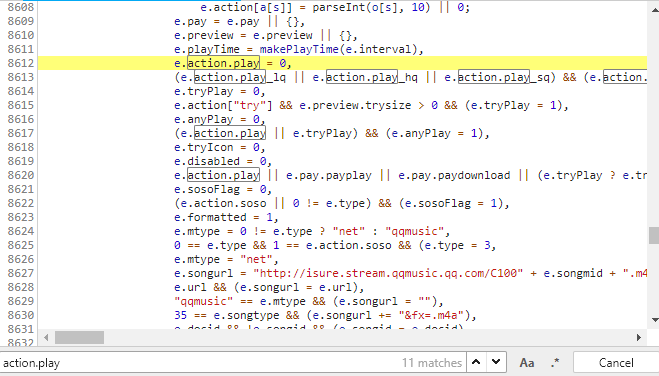 8608 e.action[a[s]] = parseInt(o[s], 10) || 0;
8609 e.pay = e.pay || {},
8610 e.preview = e.preview || {},
8611 e.playTime = makePlayTime(e.interval),
8612 e.action.play = 0,
8613 (e.action.play_lq || e.action.play_hq || e.action.play_sq) && (e.action.
8614 e.tryPlay = 0,
8615 e.action["try"] && e.preview.trysize > 0 && (e.tryPlay = 1),
8616 e.anyPlay = 0,
8617 (e.action.play || e.tryPlay) && (e.anyPlay = 1),
8618 e.tryIcon = 0,
8619 e.disabled = 0,
8620 e.action.play || e.pay.payplay || e.pay.paydownload || (e.tryPlay ? e.tr
8621 e.sosoFlag = 0,
8622 (e.action.soso || 0 != e.type) && (e.sosoFlag = 1),
8623 e.formatted = 1,
8624 e.mtype = 0 != e.type ? "net" : "qqmusic",
8625 0 == e.type && 1 == e.action.soso && (e.type = 3,
8626 e.mtype = "net",
8627 e.songurl = "http://isure.stream.qqmusic.qq.com/C100" + e.songmid + ".m4
8628 e.url && (e.songurl = e.url),
8629 "qqmusic" == e.mtype && (e.songurl = ""),
8630 35 == e.songtype && (e.songurl += "&fx=.m4a"),
8631 e.docid && !e.songid && (e.songid = e.docid)
8632
action.play 11 matches Aa .* Cancel